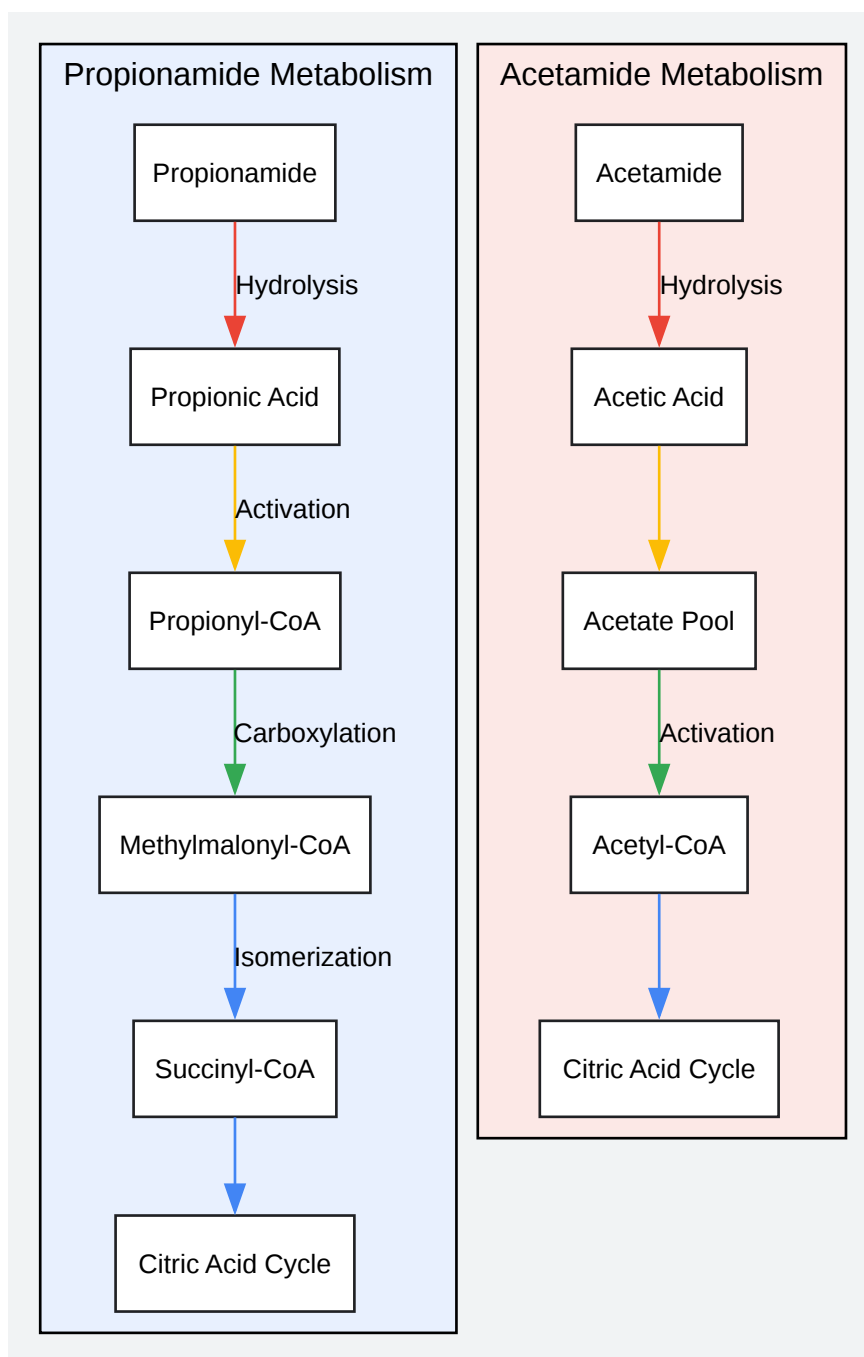 Propionamide Metabolism
Propionamide
Hydrolysis
Propionic Acid
Activation
Propionyl-CoA
Carboxylation
Methylmalonyl-CoA
Isomerization
Succinyl-CoA
Citric Acid Cycle
Acetamide Metabolism
Acetamide
Hydrolysis
Acetic Acid
Acetate Pool
Activation
Acetyl-CoA
Citric Acid Cycle